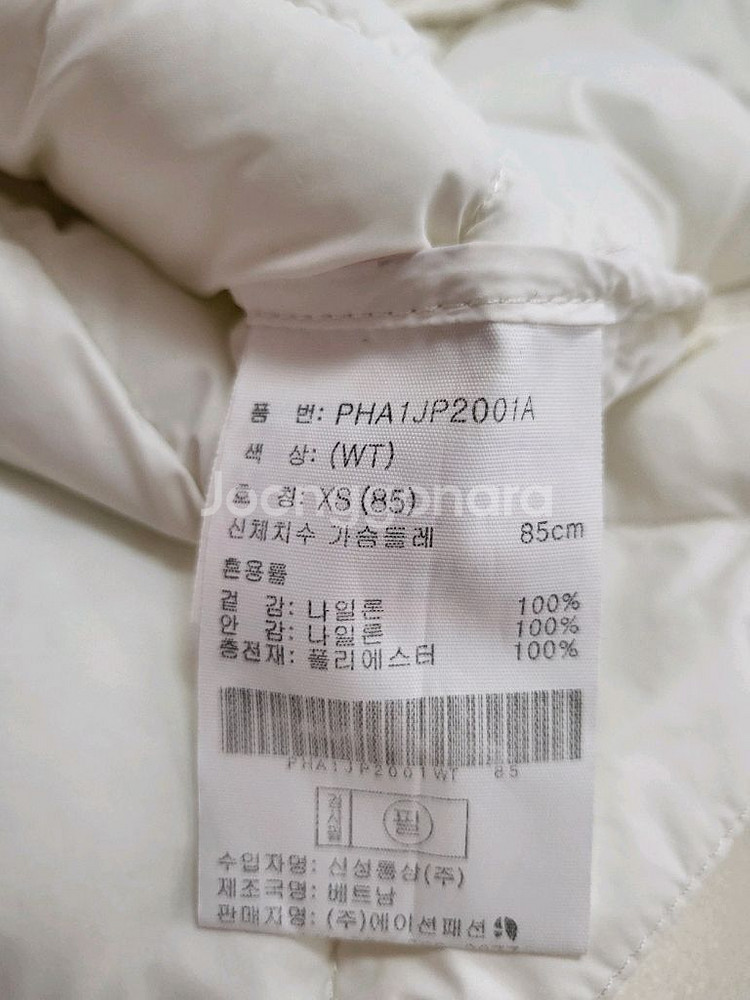 품 번: PHA1JP2001A
색 상: (WT)
호 칭: XS (85)
Joonggonara
신체치수 가슴둘레 85cm
혼용률
겉 감: 나일론 100%
안 감: 나일론 100%
충전재: 폴리에스터 100%
PHA1JP2001WT 85
검사필 필
수입자명: 신성통상(주)
제조국명: 베트남
판매자명: (주)에이션패션